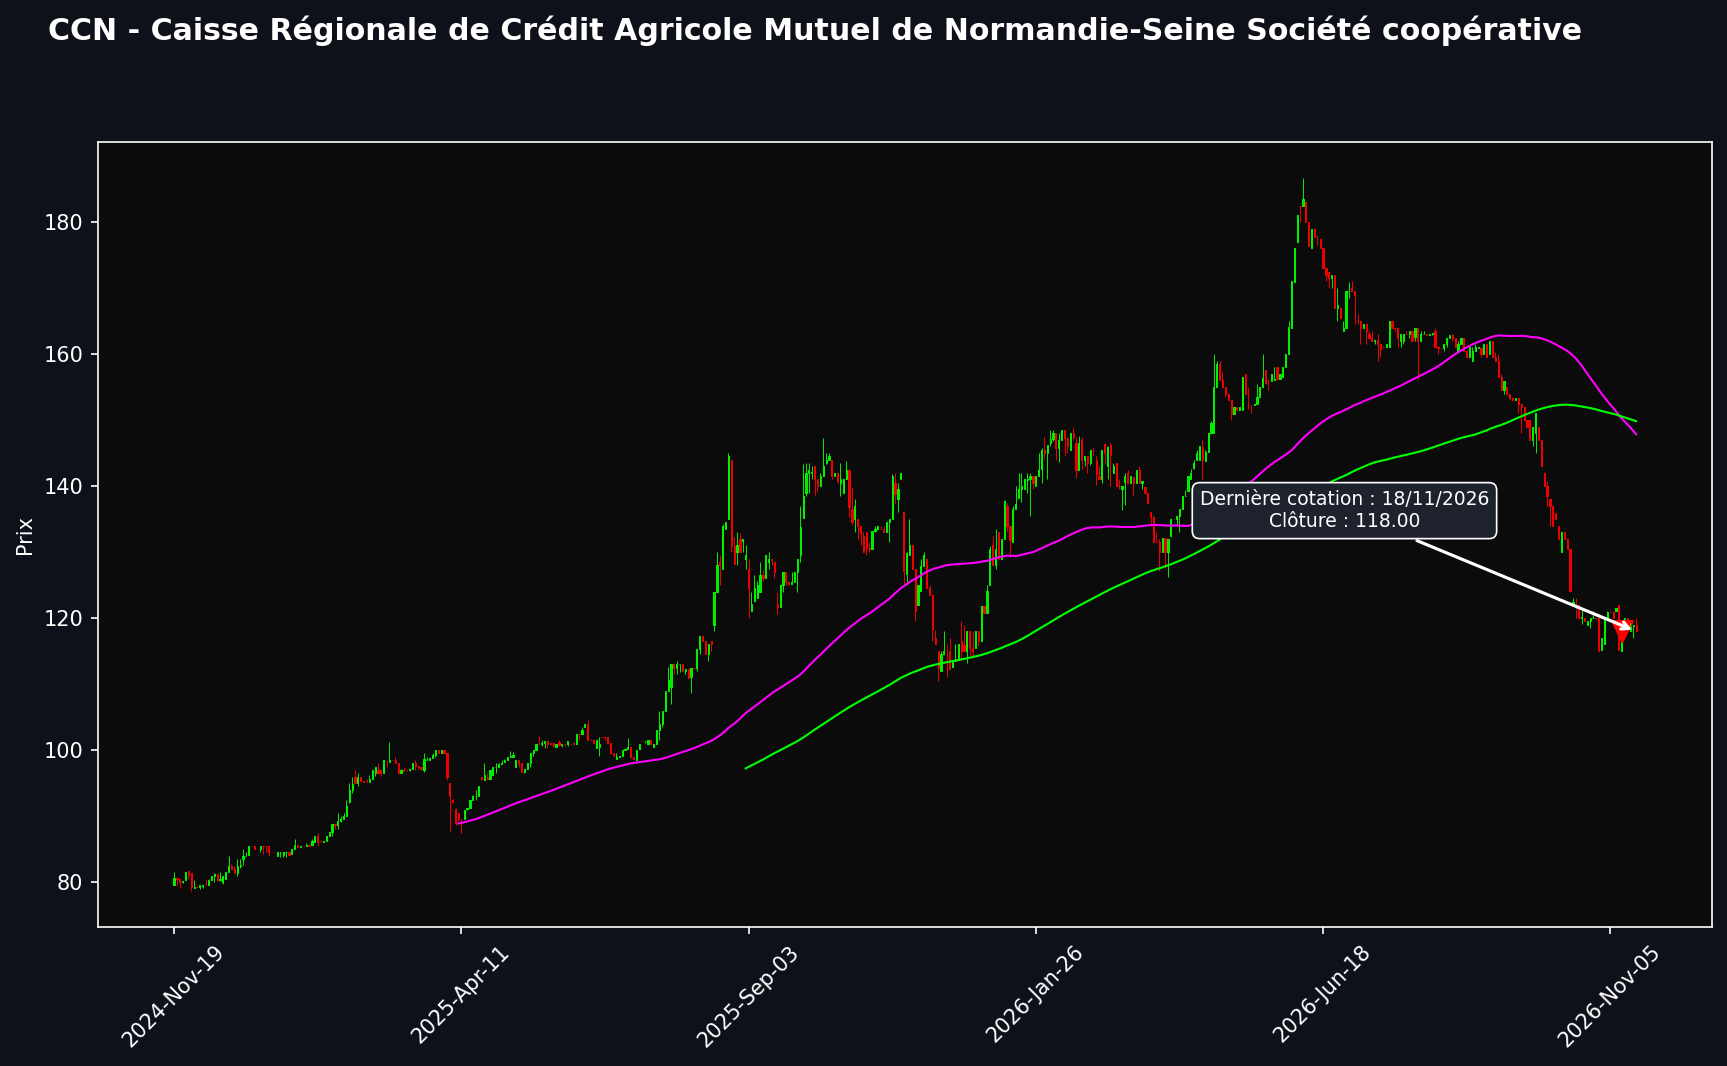 CCN - Caisse Régionale de Crédit Agricole Mutuel de Normandie-Seine Société coopérative
Prix
180
160
140
120
100
80
Dernière cotation : 18/11/2026
Clôture : 118.00
2024-Nov-19
2025-Apr-11
2025-Sep-03
2026-Jan-26
2026-Jun-18
2026-Nov-05